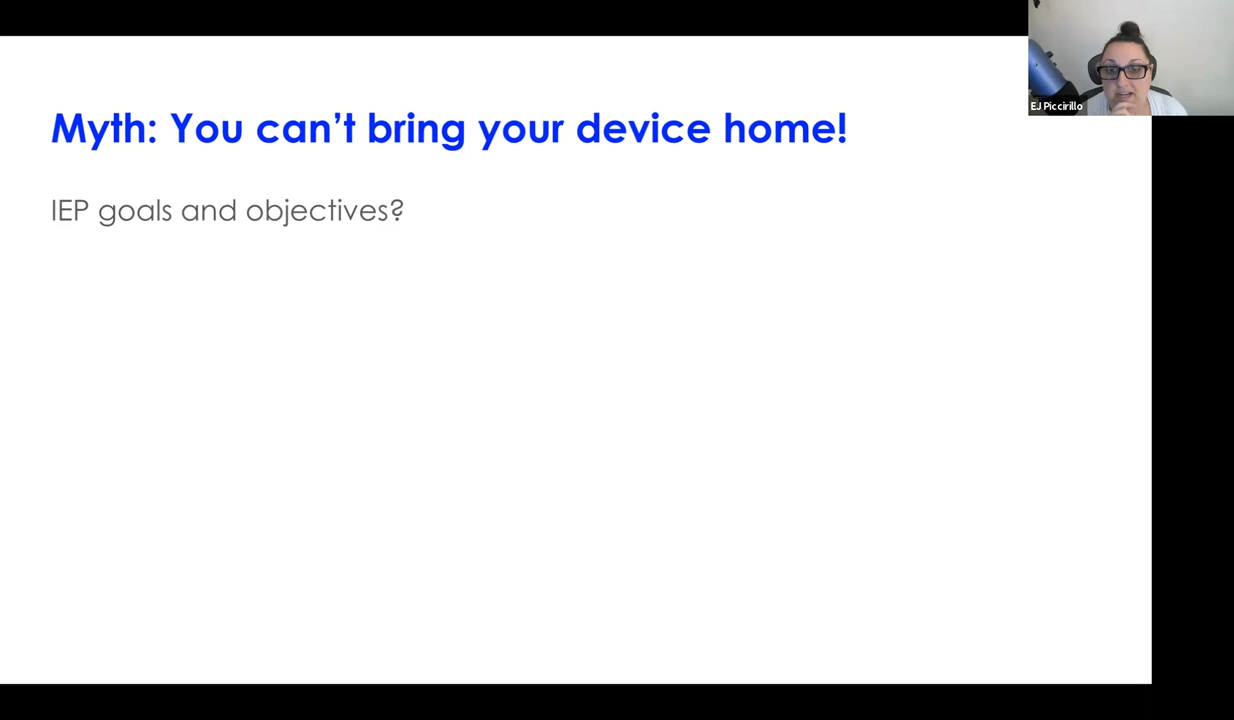 Myth: You can't bring your device home!
IEP goals and objectives?
EJ Piccirillo